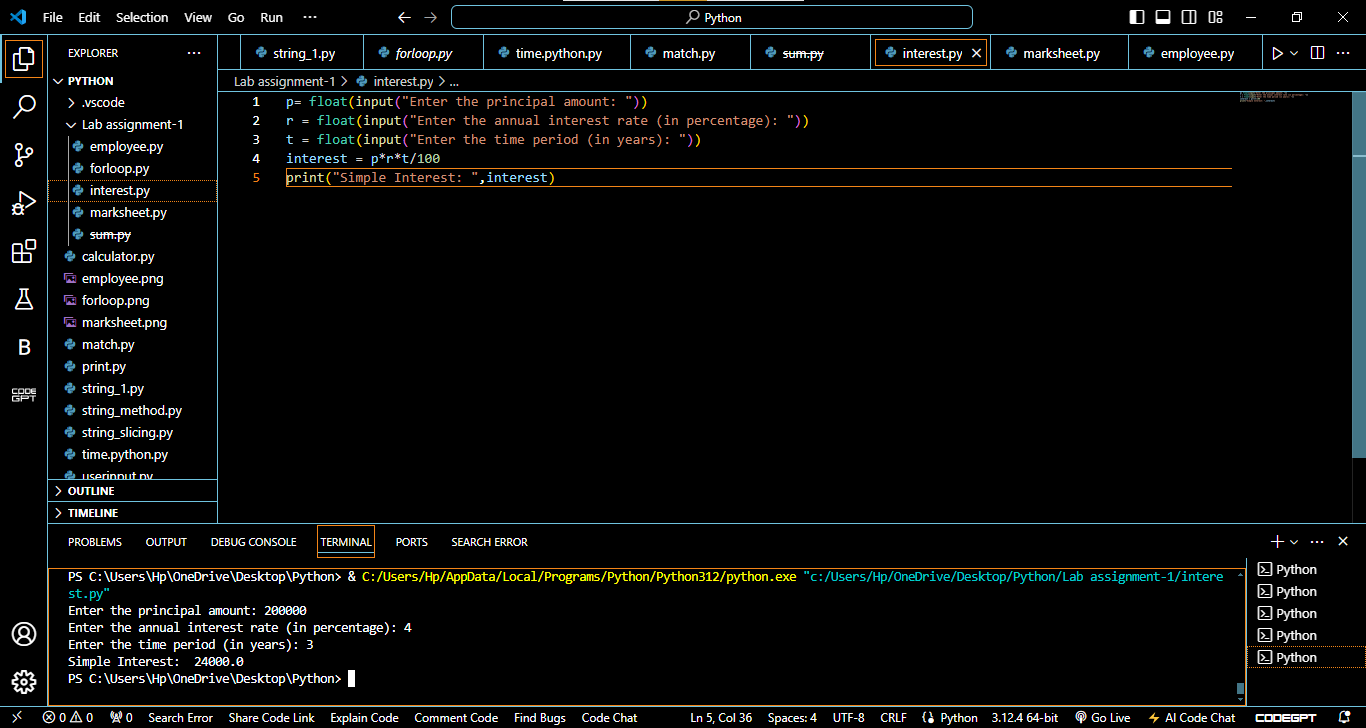 File Edit Selection View Go Run ··· Python
EXPLORER ···
PYTHON
.vscode
Lab assignment-1
employee.py
forloop.py
interest.py
marksheet.py
sum.py
calculator.py
employee.png
forloop.png
marksheet.png
match.py
print.py
string_1.py
string_method.py
string_slicing.py
time.python.py
userinput.py
OUTLINE
TIMELINE
B
CODE
GPT
string_1.py forloop.py time.python.py match.py sum.py interest.py marksheet.py employee.py ···
Lab assignment-1 > interest.py > ...
1 p= float(input("Enter the principal amount: "))
2 r = float(input("Enter the annual interest rate (in percentage): "))
3 t = float(input("Enter the time period (in years): "))
4 interest = p*r*t/100
5 print("Simple Interest: ",interest)
PROBLEMS OUTPUT DEBUG CONSOLE TERMINAL PORTS SEARCH ERROR ···
PS C:\Users\Hp\OneDrive\Desktop\Python> & C:/Users/Hp/AppData/Local/Programs/Python/Python312/python.exe "c:/Users/Hp/OneDrive/Desktop/Python/Lab assignment-1/intere
st.py"
Enter the principal amount: 200000
Enter the annual interest rate (in percentage): 4
Enter the time period (in years): 3
Simple Interest:  24000.0
PS C:\Users\Hp\OneDrive\Desktop\Python>
Python
Python
Python
Python
Python
0 0 0 Search Error Share Code Link Explain Code Comment Code Find Bugs Code Chat Ln 5, Col 36 Spaces: 4 UTF-8 CRLF Python 3.12.4 64-bit Go Live AI Code Chat CODEGPT